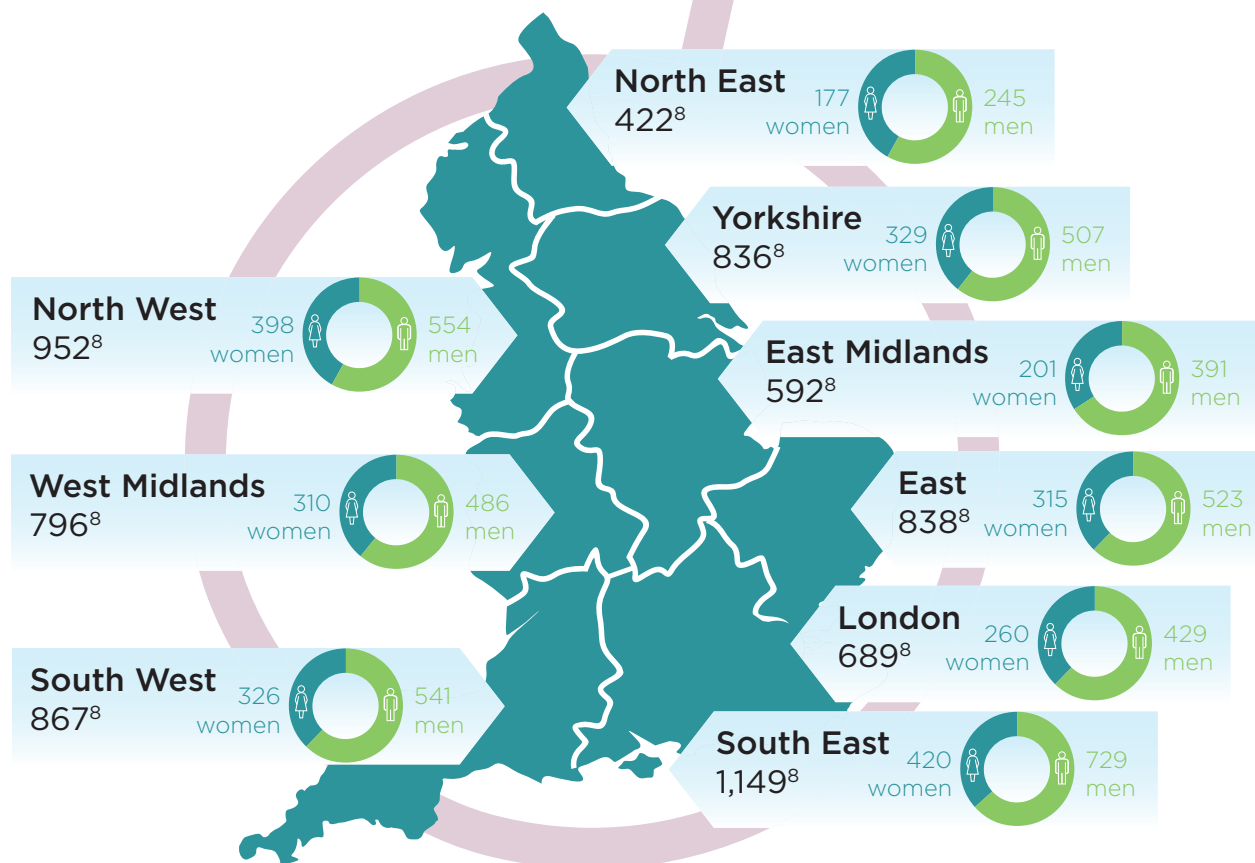 North East
422⁸
177
women
245
men
Yorkshire
836⁸
329
women
507
men
North West
952⁸
398
women
554
men
East Midlands
592⁸
201
women
391
men
West Midlands
796⁸
310
women
486
men
East
838⁸
315
women
523
men
London
689⁸
260
women
429
men
South West
867⁸
326
women
541
men
South East
1,149⁸
420
women
729
men